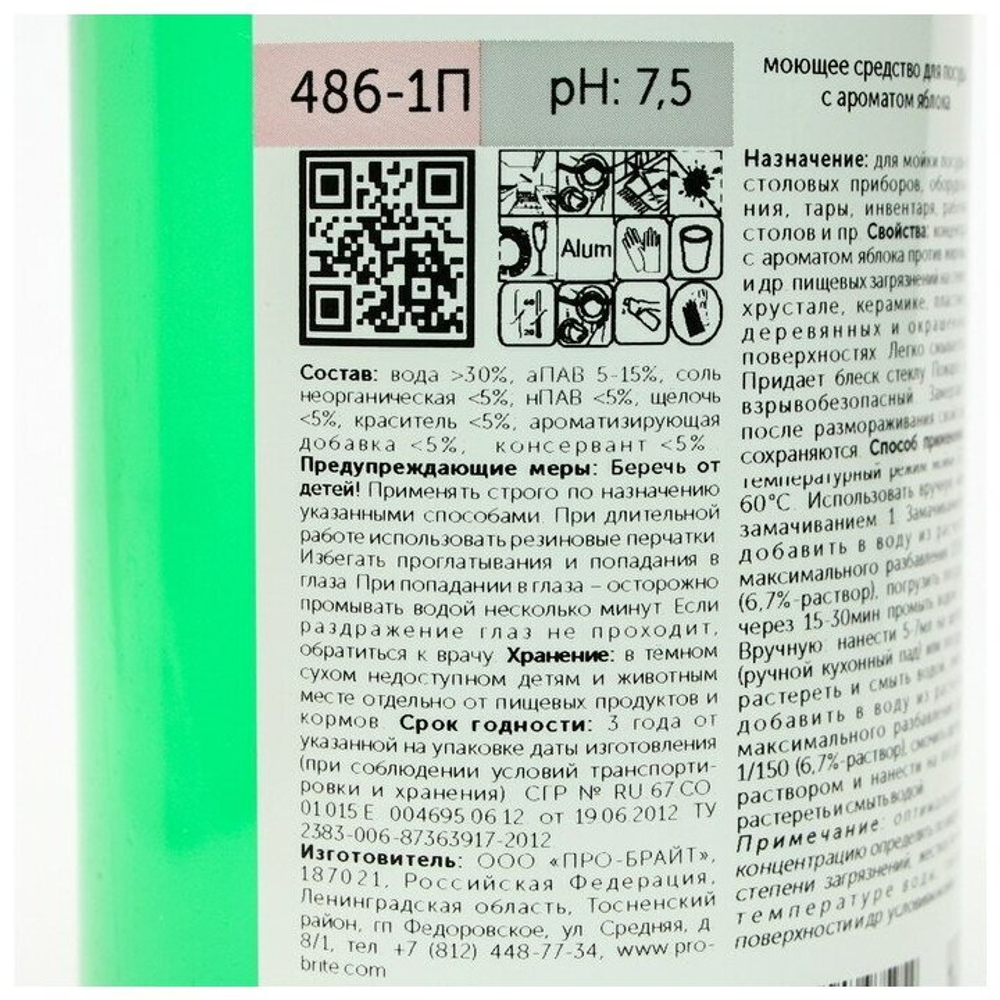 486-1П
pH: 7,5
Alum
Состав: вода >30%, аПАВ 5-15%, соль
неорганическая <5%, нПАВ <5%, щелочь
<5%, краситель <5%, ароматизирующая
добавка <5%, консервант <5%
Предупреждающие меры: Беречь от
детей! Применять строго по назначению
указанными способами. При длительной
работе использовать резиновые перчатки.
Избегать проглатывания и попадания в
глаза. При попадании в глаза – осторожно
промывать водой несколько минут. Если
раздражение глаз не проходит,
обратиться к врачу. Хранение: в темном
сухом недоступном детям и животным
месте отдельно от пищевых продуктов и
кормов. Срок годности: 3 года от
указанной на упаковке даты изготовления
(при соблюдении условий транспорти-
ровки и хранения) СГР № RU 67 CO
01 015 E 004695 06 12 от 19 06 2012 ТУ
2383-006-87363917-2012
Изготовитель: ООО «ПРО-БРАЙТ»,
187021, Российская Федерация,
Ленинградская область, Тосненский
район, гп Федоровское, ул Средняя, д
8/1, тел +7 (812) 448-77-34, www pro-
brite com
моющее средство для
с ароматом яблока
Назначение: для мойки
столовых приборов,
ния, тары, инвентаря,
столов и пр. Свойства:
с ароматом яблока против
и др. пищевых загрязнений на
хрустале, керамике,
деревянных и
поверхностях. Легко
Придает блеск стеклу.
взрывобезопасный.
после размораживания
сохраняются. Способ
температурный режим
60°C. Использовать
замачиванием 1.
добавить в воду из
максимального разбавления
(6,7%-раствор), погрузить
через 15-30мин промыть
Вручную: нанести 5-7мл на
(ручной кухонный пад)
растереть и смыть
добавить в воду из
максимального разбавления
1/150 (6,7%-раствор),
раствором и нанести на
растереть и смыть водой.
Примечание:
концентрацию определять
степени загрязнений,
температуре
поверхности и др